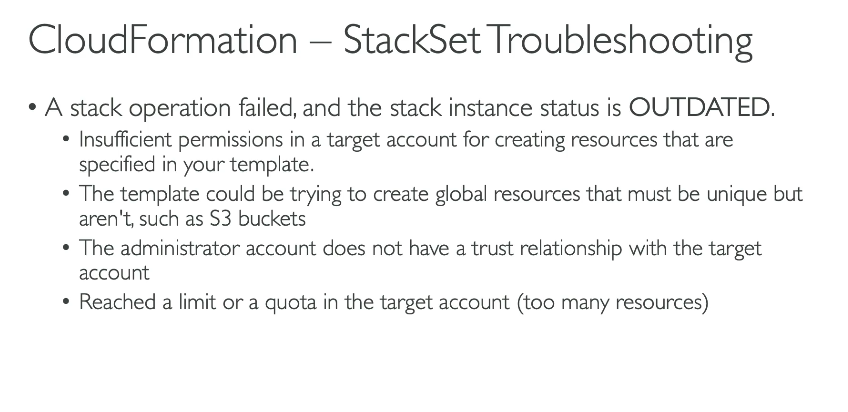 CloudFormation – StackSet Troubleshooting
• A stack operation failed, and the stack instance status is OUTDATED.
• Insufficient permissions in a target account for creating resources that are
specified in your template.
• The template could be trying to create global resources that must be unique but
aren't, such as S3 buckets
• The administrator account does not have a trust relationship with the target
account
• Reached a limit or a quota in the target account (too many resources)